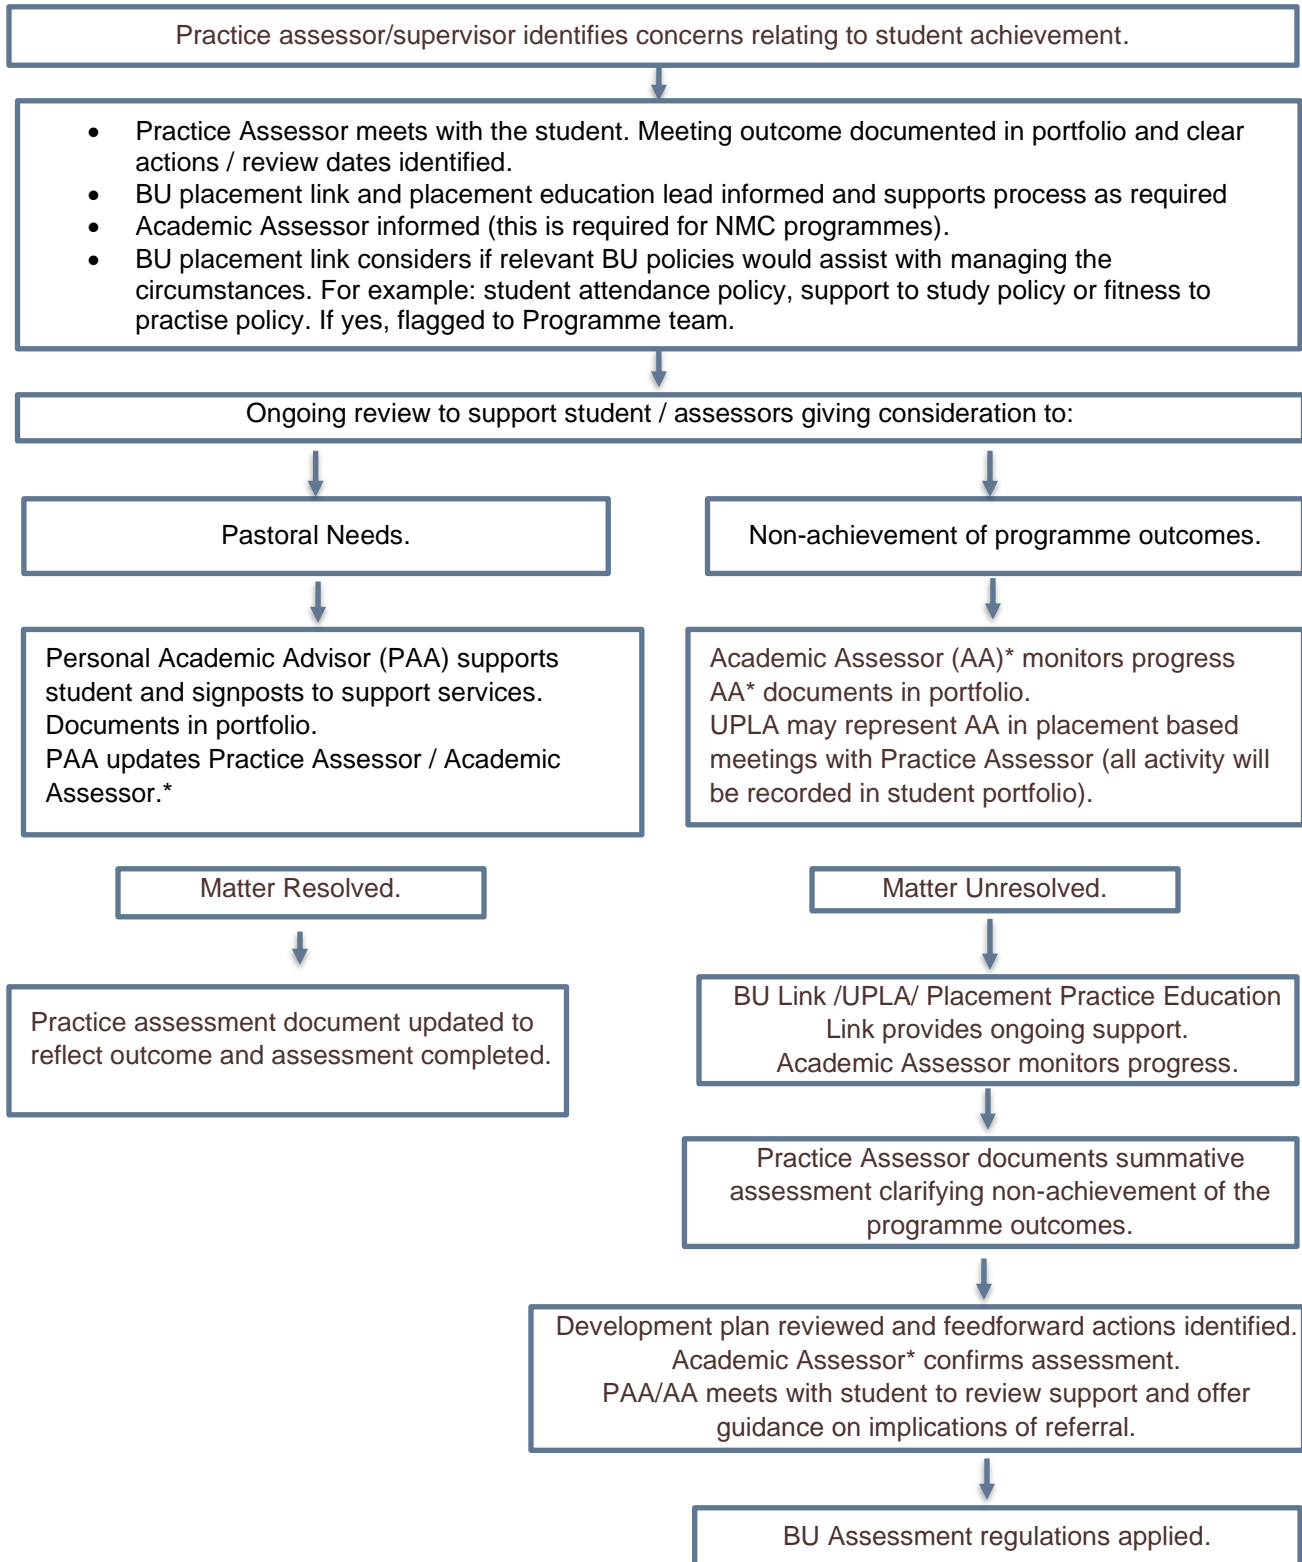 Practice assessor/supervisor identifies concerns relating to student achievement.
• Practice Assessor meets with the student. Meeting outcome documented in portfolio and clear
actions / review dates identified.
• BU placement link and placement education lead informed and supports process as required
• Academic Assessor informed (this is required for NMC programmes).
• BU placement link considers if relevant BU policies would assist with managing the
circumstances. For example: student attendance policy, support to study policy or fitness to
practise policy. If yes, flagged to Programme team.
Ongoing review to support student / assessors giving consideration to:
Pastoral Needs.
Non-achievement of programme outcomes.
Personal Academic Advisor (PAA) supports
student and signposts to support services.
Documents in portfolio.
PAA updates Practice Assessor / Academic
Assessor.*
Academic Assessor (AA)* monitors progress
AA* documents in portfolio.
UPLA may represent AA in placement based
meetings with Practice Assessor (all activity will
be recorded in student portfolio).
Matter Resolved.
Matter Unresolved.
Practice assessment document updated to
reflect outcome and assessment completed.
BU Link /UPLA/ Placement Practice Education
Link provides ongoing support.
Academic Assessor monitors progress.
Practice Assessor documents summative
assessment clarifying non-achievement of the
programme outcomes.
Development plan reviewed and feedforward actions identified.
Academic Assessor* confirms assessment.
PAA/AA meets with student to review support and offer
guidance on implications of referral.
BU Assessment regulations applied.